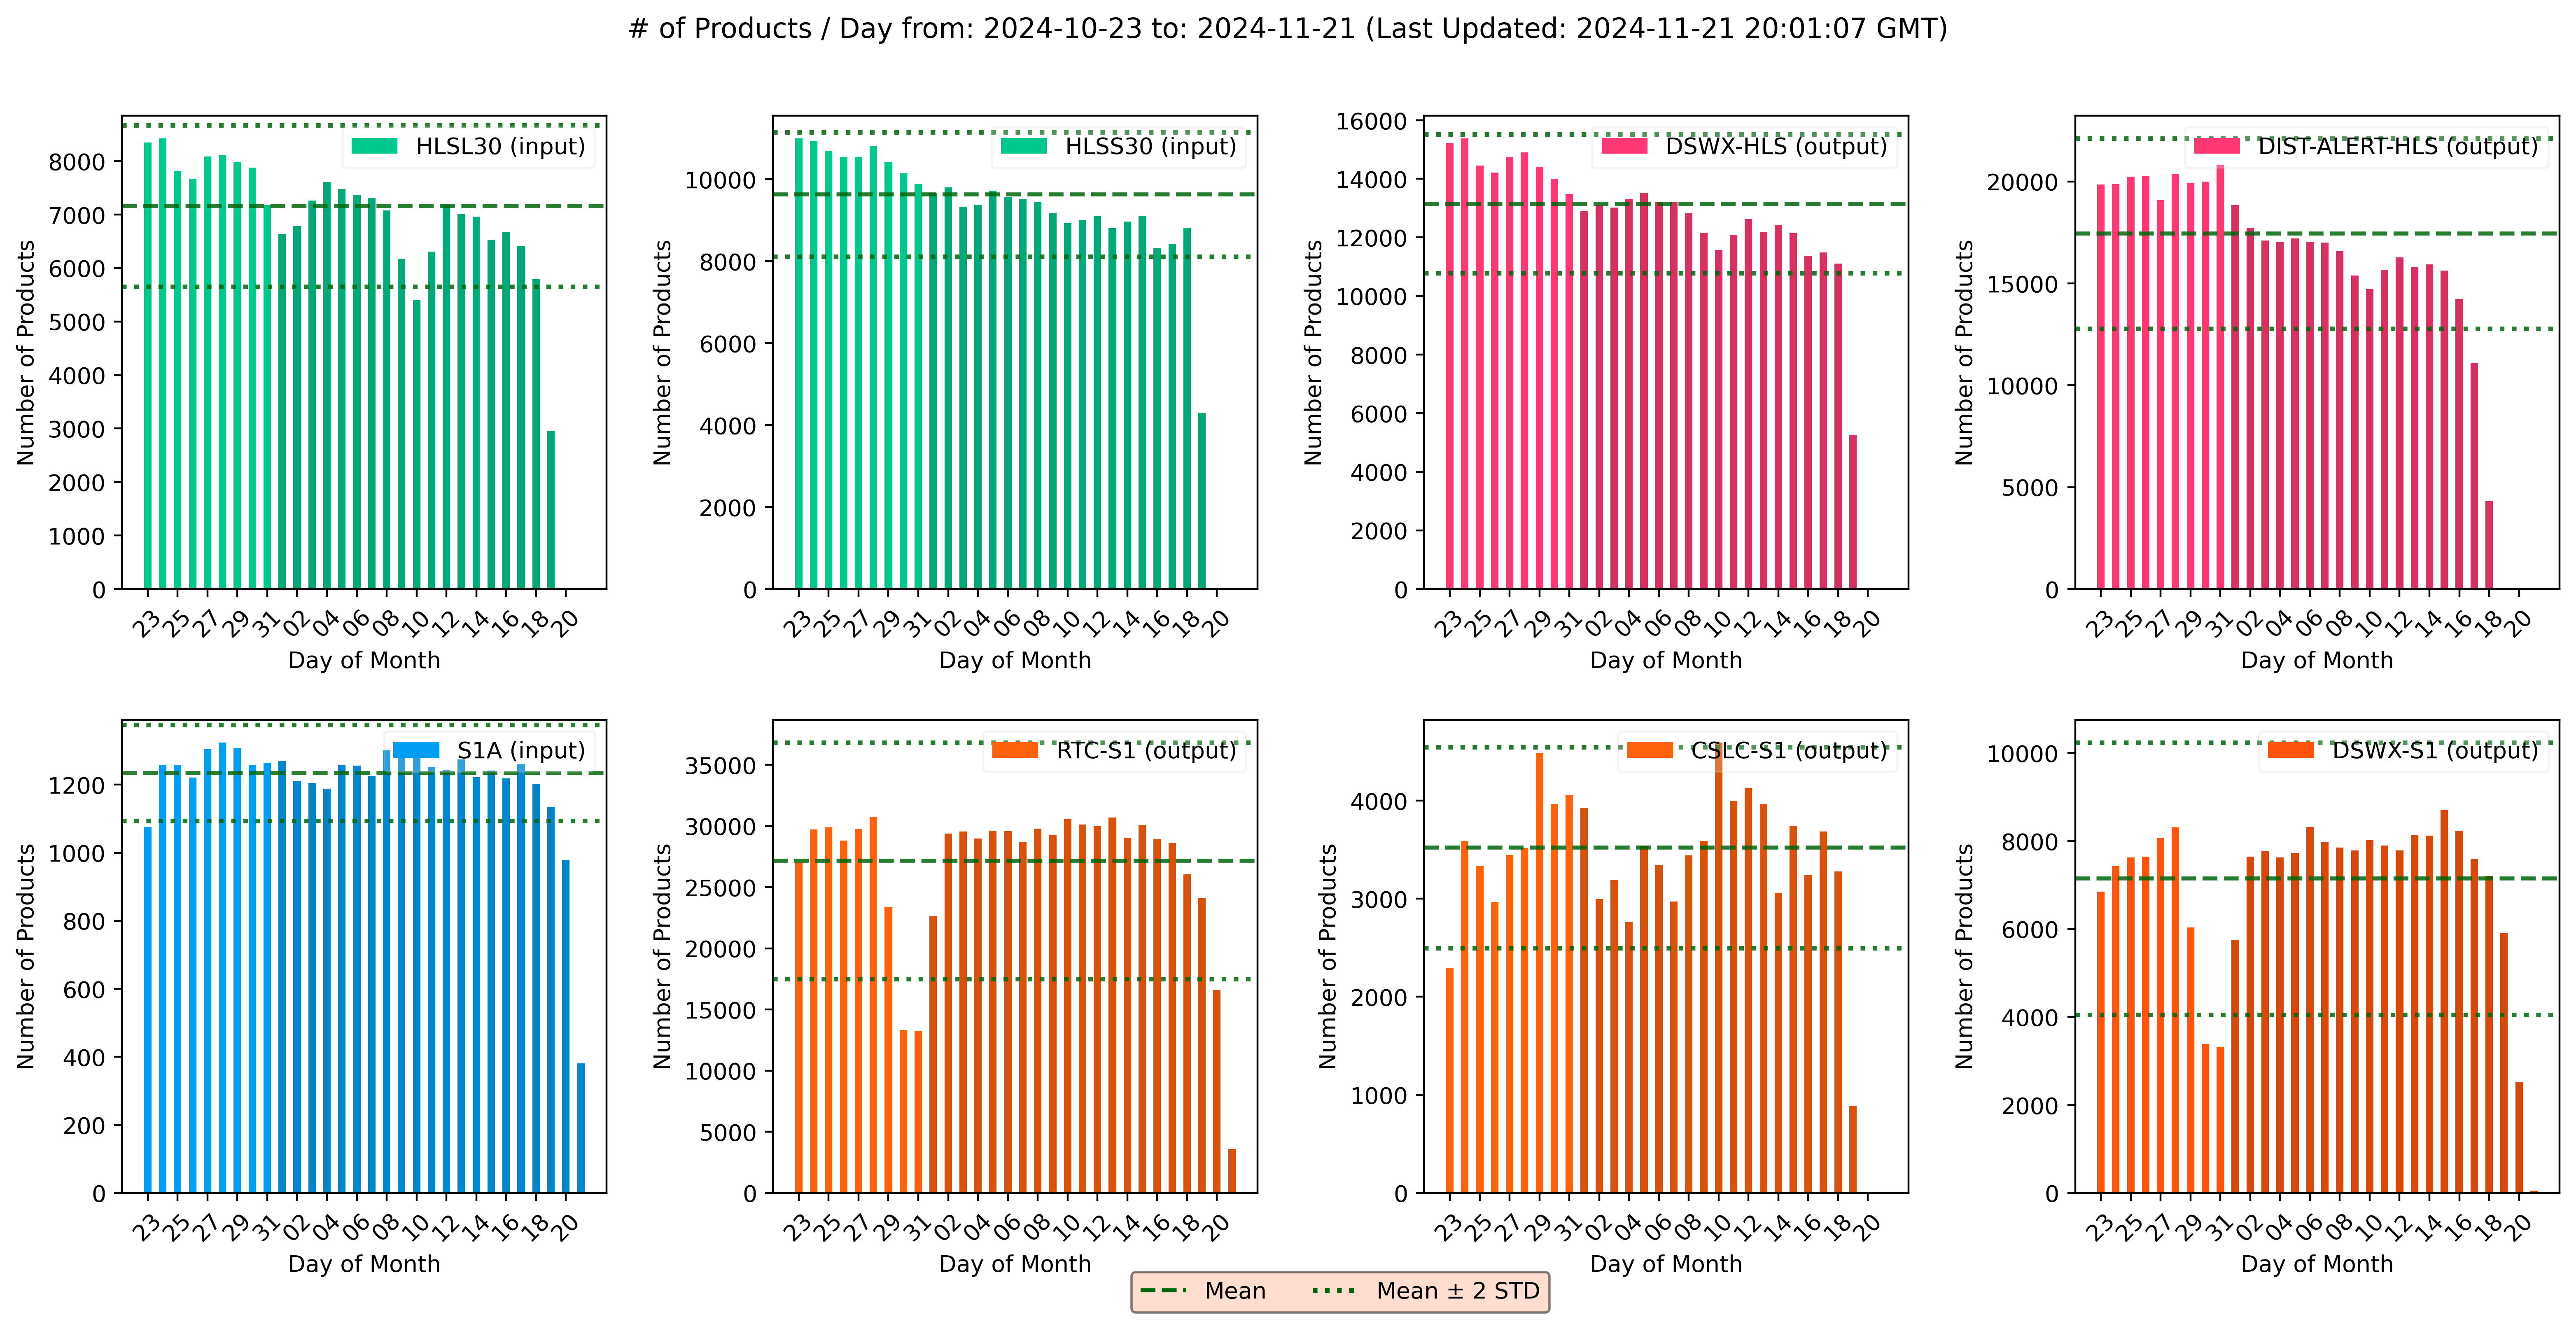 # of Products / Day from: 2024-10-23 to: 2024-11-21 (Last Updated: 2024-11-21 20:01:07 GMT)
HLSL30 (input)
Number of Products
8000
7000
6000
5000
4000
3000
2000
1000
0
23 25 27 29 31 02 04 06 08 10 12 14 16 18 20
Day of Month
HLSS30 (input)
Number of Products
10000
8000
6000
4000
2000
0
23 25 27 29 31 02 04 06 08 10 12 14 16 18 20
Day of Month
DSWX-HLS (output)
Number of Products
16000
14000
12000
10000
8000
6000
4000
2000
0
23 25 27 29 31 02 04 06 08 10 12 14 16 18 20
Day of Month
DIST-ALERT-HLS (output)
Number of Products
20000
15000
10000
5000
0
23 25 27 29 31 02 04 06 08 10 12 14 16 18 20
Day of Month
S1A (input)
Number of Products
1200
1000
800
600
400
200
0
23 25 27 29 31 02 04 06 08 10 12 14 16 18 20
Day of Month
RTC-S1 (output)
Number of Products
35000
30000
25000
20000
15000
10000
5000
0
23 25 27 29 31 02 04 06 08 10 12 14 16 18 20
Day of Month
CSLC-S1 (output)
Number of Products
4000
3000
2000
1000
0
23 25 27 29 31 02 04 06 08 10 12 14 16 18 20
Day of Month
DSWX-S1 (output)
Number of Products
10000
8000
6000
4000
2000
0
23 25 27 29 31 02 04 06 08 10 12 14 16 18 20
Day of Month
Mean
Mean ± 2 STD